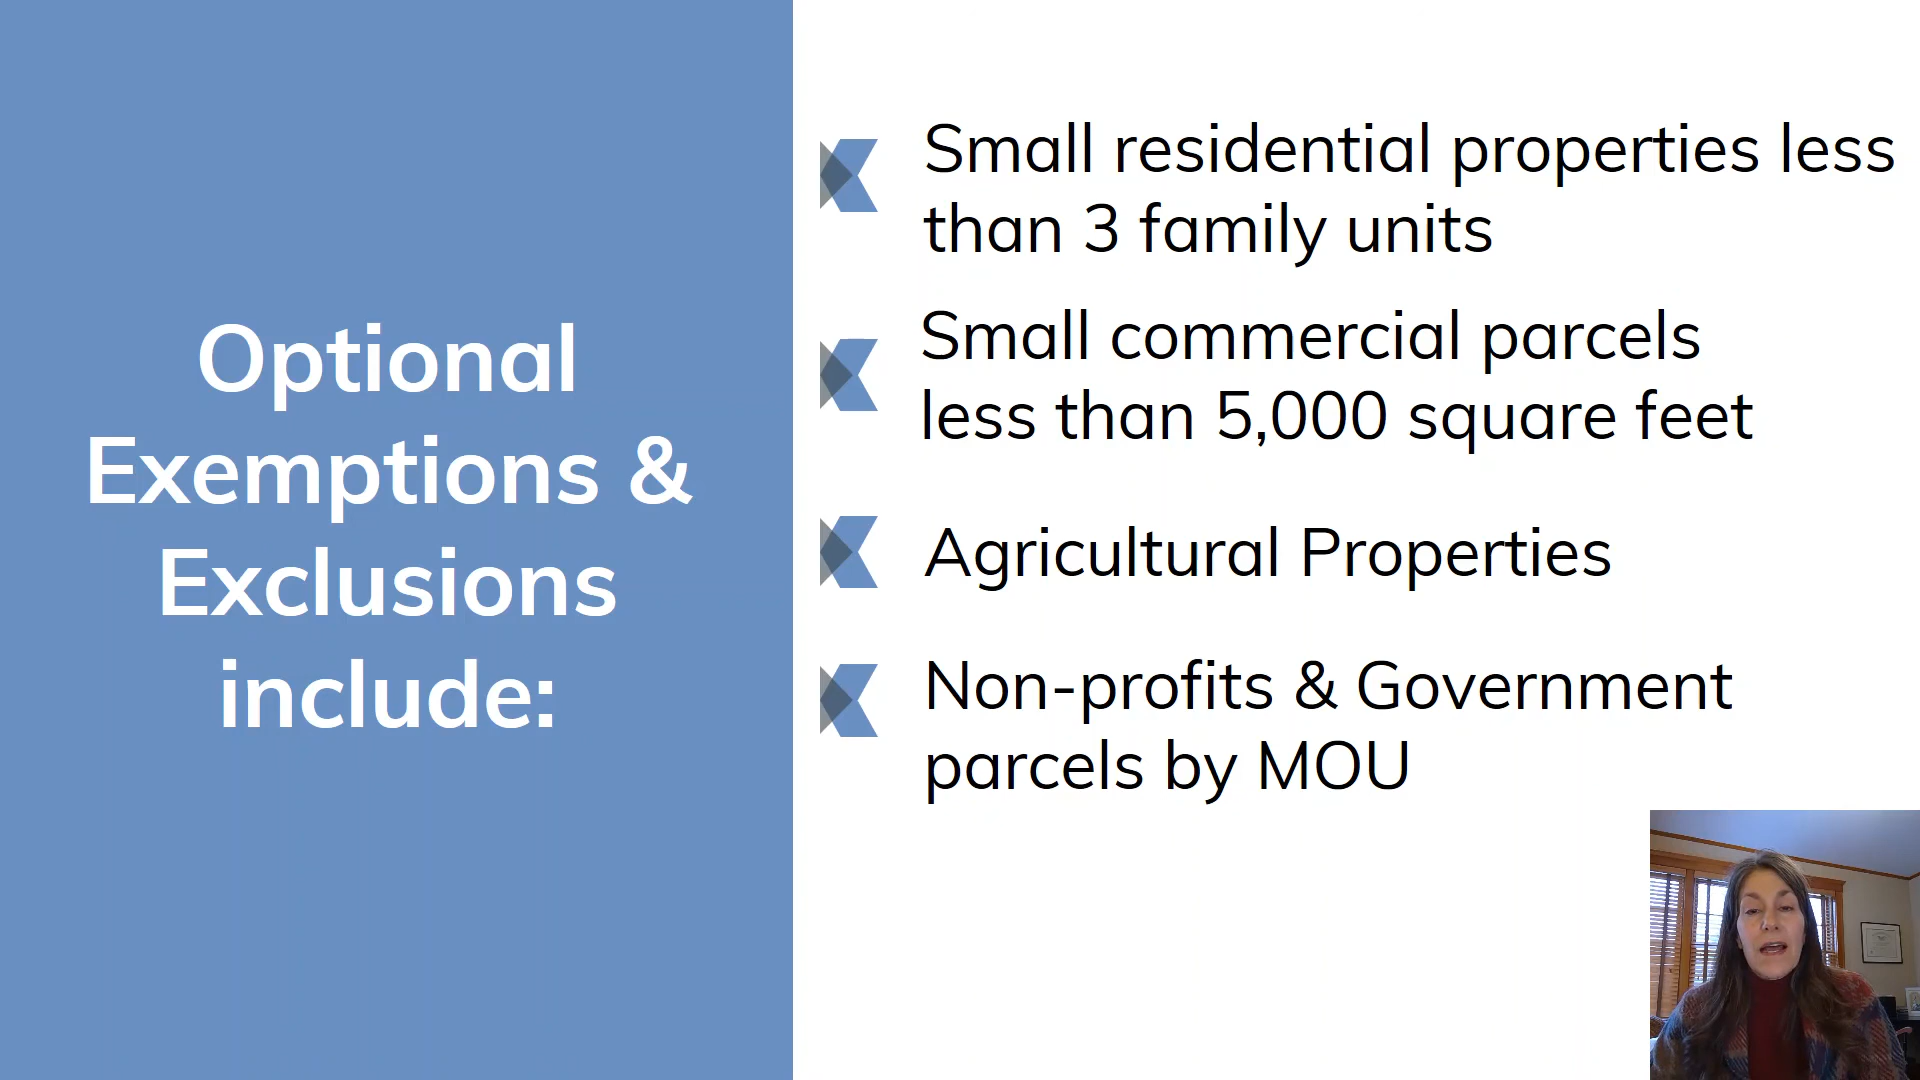 Optional
Exemptions &
Exclusions
include:
Small residential properties less
than 3 family units
Small commercial parcels
less than 5,000 square feet
Agricultural Properties
Non-profits & Government
parcels by MOU